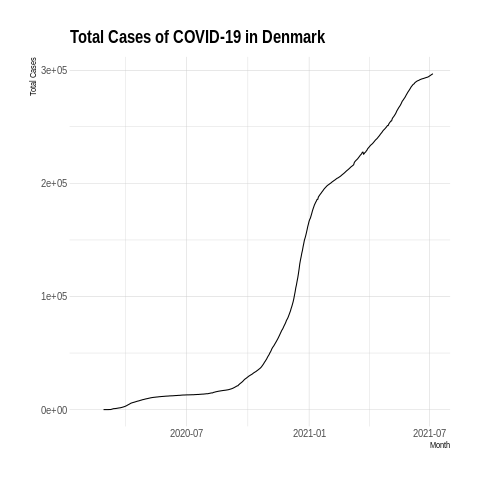 Total Cases of COVID-19 in Denmark
Total Cases
3e+05
2e+05
1e+05
0e+00
2020-07 2021-01 2021-07
Month